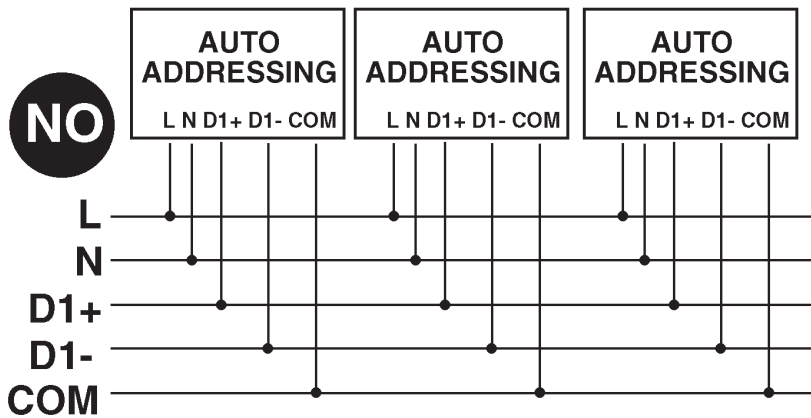 AUTO
ADDRESSING
L N D1+ D1- COM
AUTO
ADDRESSING
L N D1+ D1- COM
AUTO
ADDRESSING
L N D1+ D1- COM
NO
L
N
D1+
D1-
COM